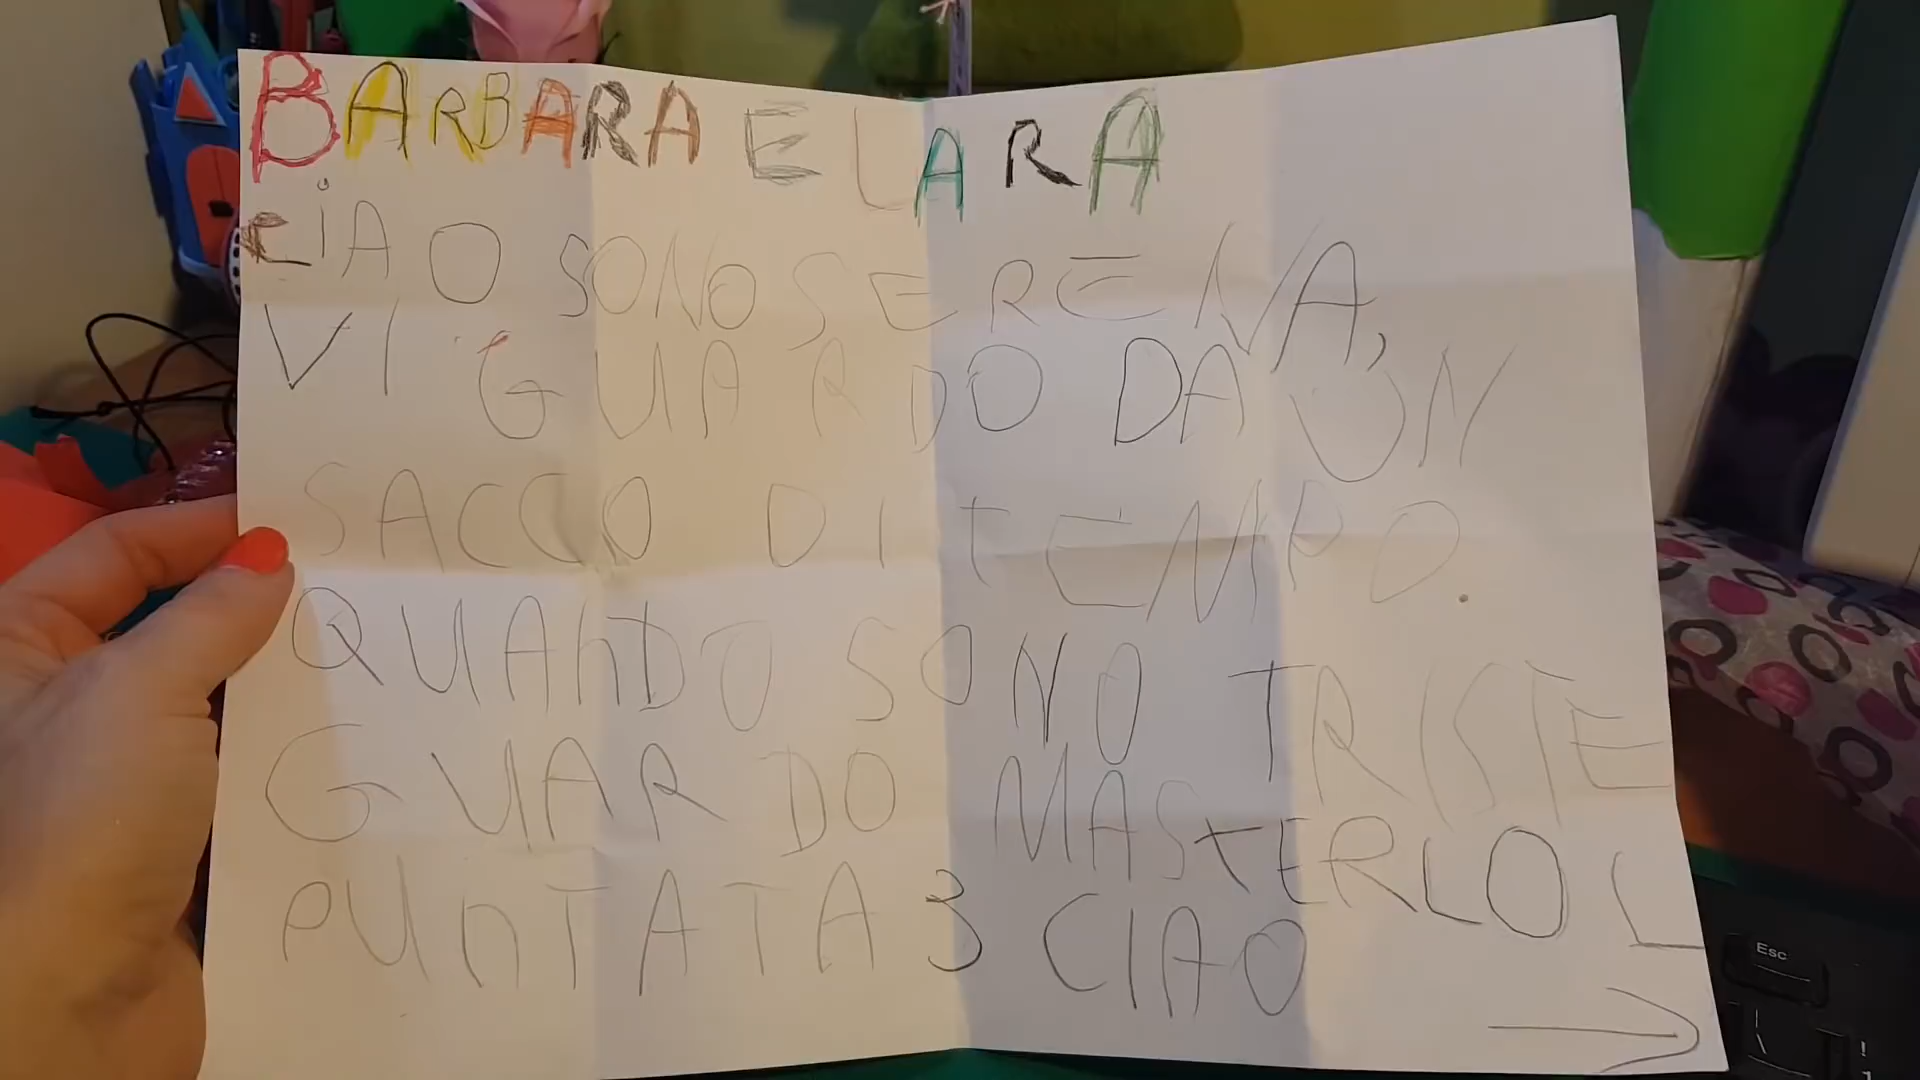 BARBARA E LARA
CIAO SONO SERENA,
VI GUARDO DA UN
SACCO DI TEMPO.
QUANDO SONO TRISTE
GUARDO MASTERLOL
PUNTATA 3 CIAO
Esc
\